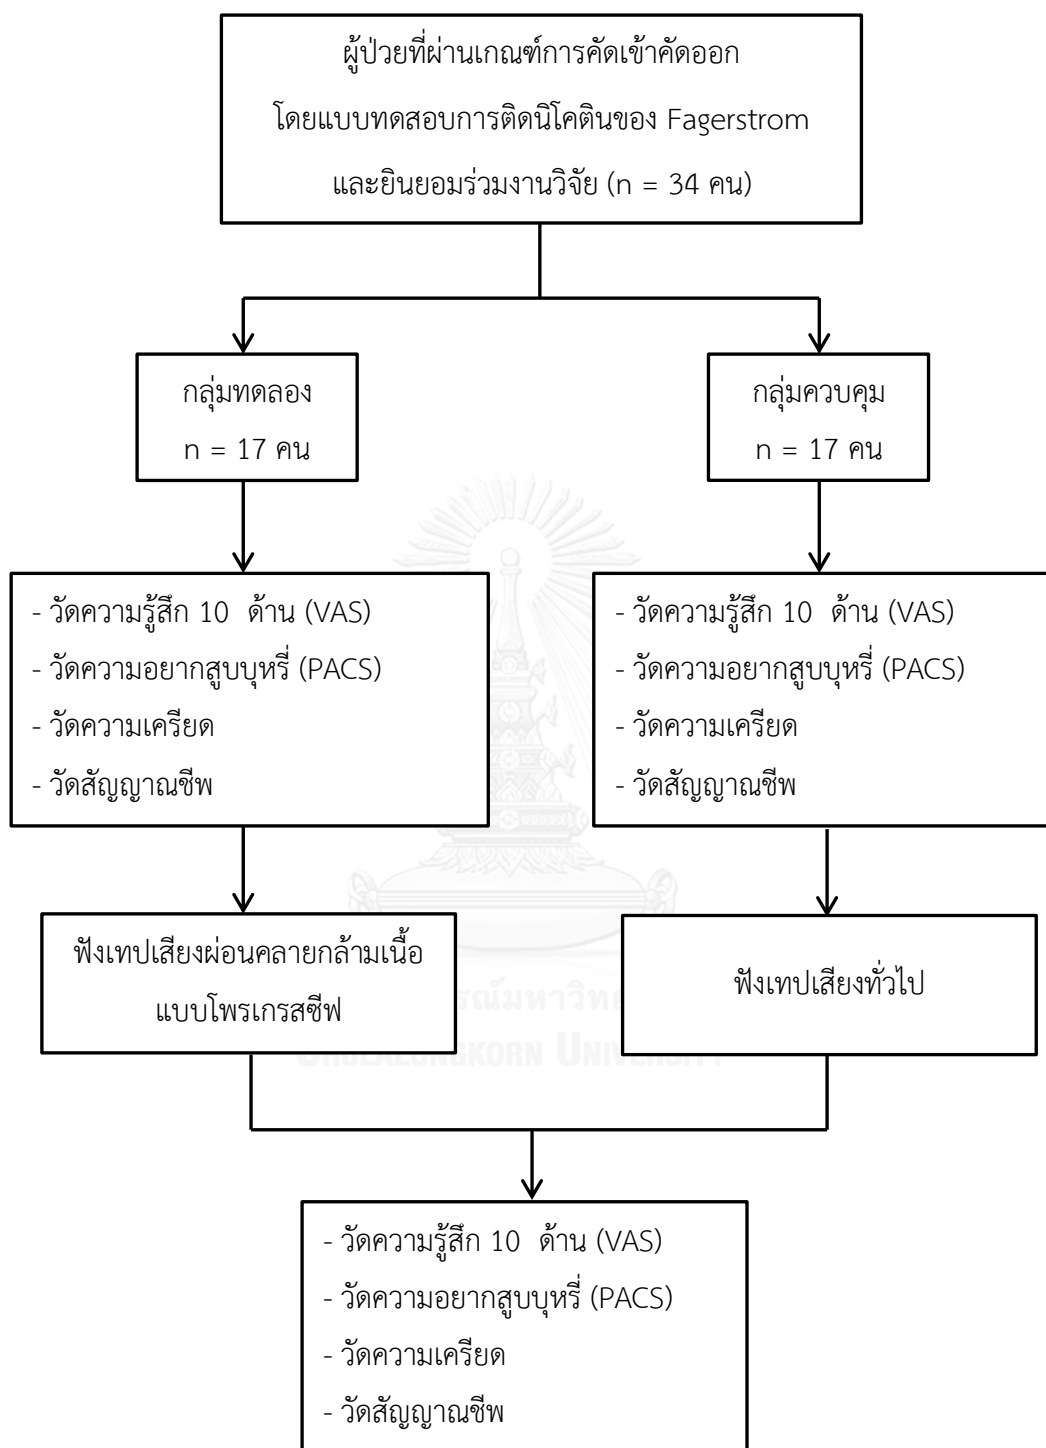 ผู้ป่วยที่ผ่านเกณฑ์การคัดเข้าคัดออก
โดยแบบทดสอบการติดนิโคตินของ Fagerstrom
และยินยอมร่วมงานวิจัย (n = 34 คน)
กลุ่มทดลอง
n = 17 คน
กลุ่มควบคุม
n = 17 คน
- วัดความรู้สึก 10 ด้าน (VAS)
- วัดความอยากสูบบุหรี่ (PACS)
- วัดความเครียด
- วัดสัญญาณชีพ
- วัดความรู้สึก 10 ด้าน (VAS)
- วัดความอยากสูบบุหรี่ (PACS)
- วัดความเครียด
- วัดสัญญาณชีพ
ฟังเทปเสียงผ่อนคลายกล้ามเนื้อ
แบบโพรเกรสซีฟ
ฟังเทปเสียงทั่วไป
- วัดความรู้สึก 10 ด้าน (VAS)
- วัดความอยากสูบบุหรี่ (PACS)
- วัดความเครียด
- วัดสัญญาณชีพ